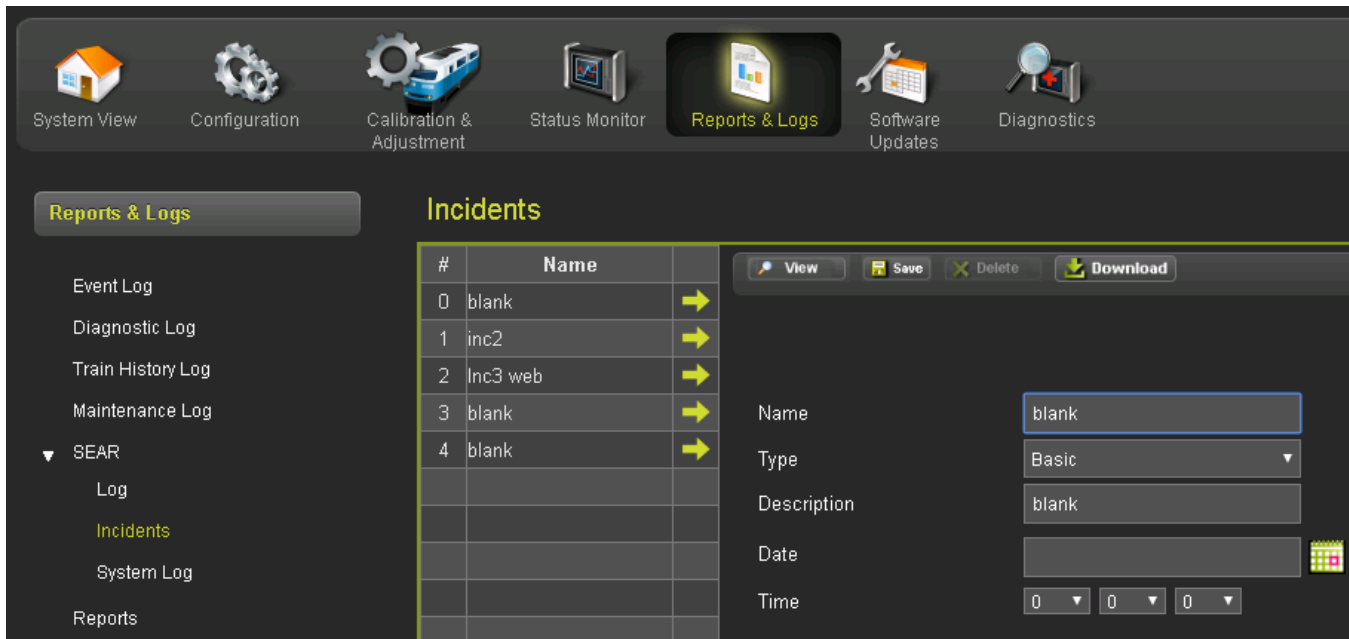 System View
Configuration
Calibration &
Adjustment
Status Monitor
Reports & Logs
Software
Updates
Diagnostics
Reports & Logs
Event Log
Diagnostic Log
Train History Log
Maintenance Log
SEAR
Log
Incidents
System Log
Reports
Incidents
# Name
0 blank
1 inc2
2 Inc3 web
3 blank
4 blank
View Save Delete Download
Name blank
Type Basic
Description blank
Date
Time 0 0 0